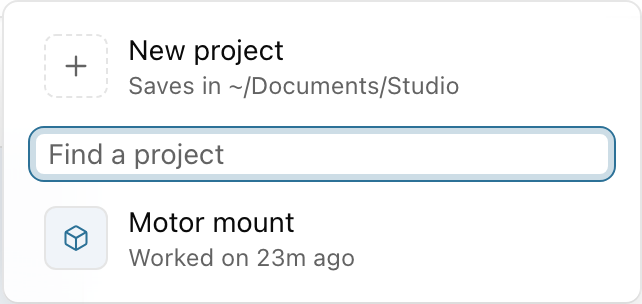 New project
Saves in ~/Documents/Studio
Find a project
Motor mount
Worked on 23m ago